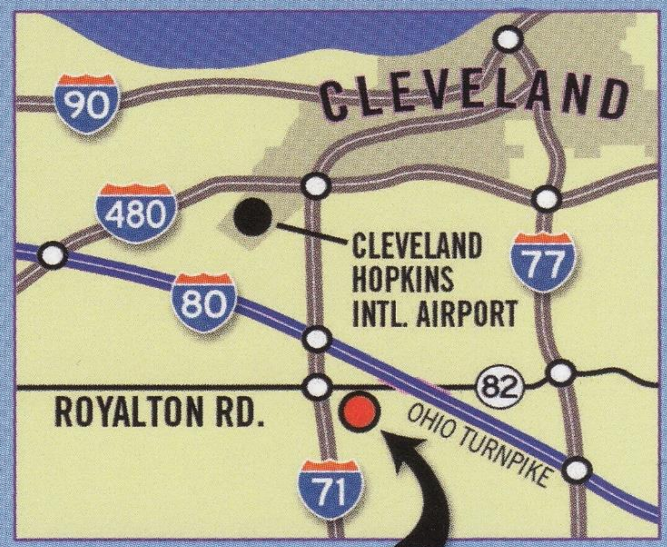 90
CLEVELAND
480
CLEVELAND
HOPKINS
INTL. AIRPORT
77
80
82
ROYALTON RD.
OHIO TURNPIKE
71